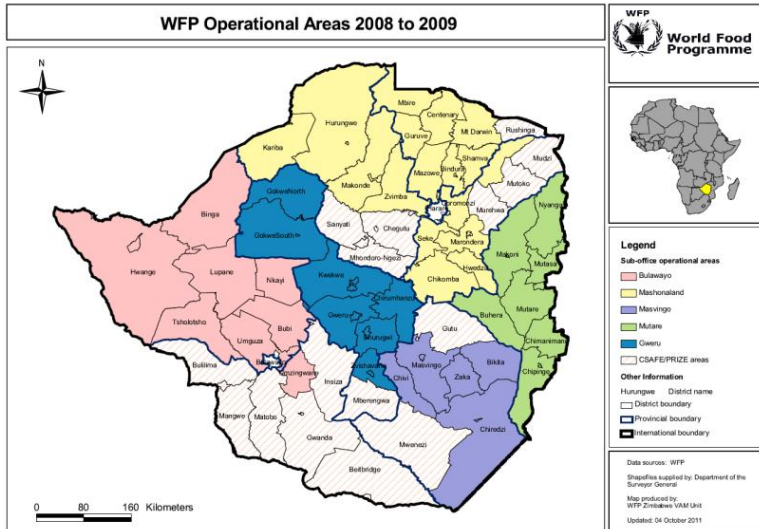 WFP Operational Areas 2008 to 2009
WFP
World Food
Programme
N
Mbire
Centenary
Hurungwe
Guruve
Mt Darwin
Rushinga
Kariba
Mazowe
Bindura
Shamva
Mudzi
Makonde
Zvimba
Mutoko
GokweNorth
Goromonzi
Marehwa
Nyanga
Binga
Sanyati
Chegutu
GokweSouth
Seke
Marondera
Makoni
Mutasa
Mhondoro-Ngezi
Hwedza
Hwange
Lupane
Nkayi
Kwekwe
Chikomba
Chirumhanzu
Buhera
Mutare
Tsholotsho
Bubi
Gweru
Umguza
Shurugwi
Gutu
Chimanimani
Bulilima
Zvishavane
Masvingo
Bikita
Umzingwane
Insiza
Chivi
Zaka
Chipinge
Mberengwa
Mangwe
Matobo
Gwanda
Mwenezi
Chiredzi
Beitbridge
0 80 160 Kilometers
Legend
Sub-office operational areas
Bulawayo
Mashonaland
Masvingo
Mutare
Gweru
CSAFE/PRIZE areas
Other Information
Hurungwe District name
District boundary
Provincial boundary
International boundary
Data sources: WFP
Shapefiles supplied by: Department of the
Surveyor General
Map produced by:
WFP Zimbabwe VAM Unit
Updated: 04 October 2011